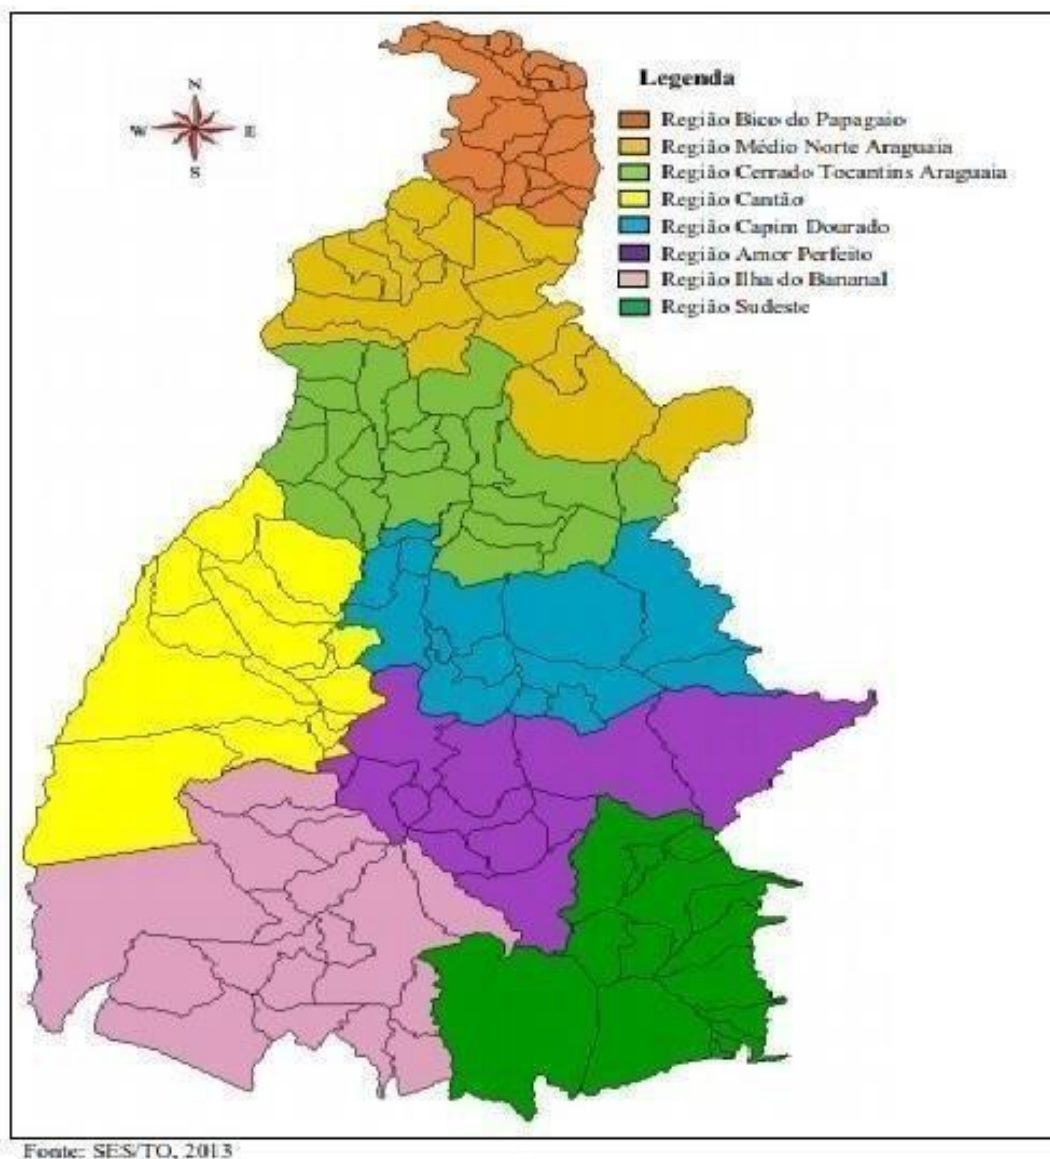 N
W E
S
Legenda
Região Bico do Papagaio
Região Médio Norte Araguaia
Região Cerrado Tocantins Araguaia
Região Cantão
Região Capim Dourado
Região Amor Perfeito
Região Ilha do Bananal
Região Sudeste
Fonte: SES/TO, 2013